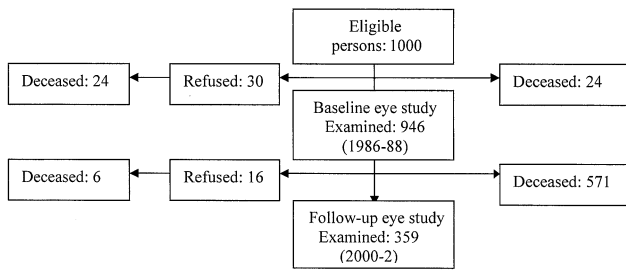 Eligible
persons: 1000
Deceased: 24
Refused: 30
Deceased: 24
Baseline eye study
Examined: 946
(1986-88)
Deceased: 6
Refused: 16
Deceased: 571
Follow-up eye study
Examined: 359
(2000-2)